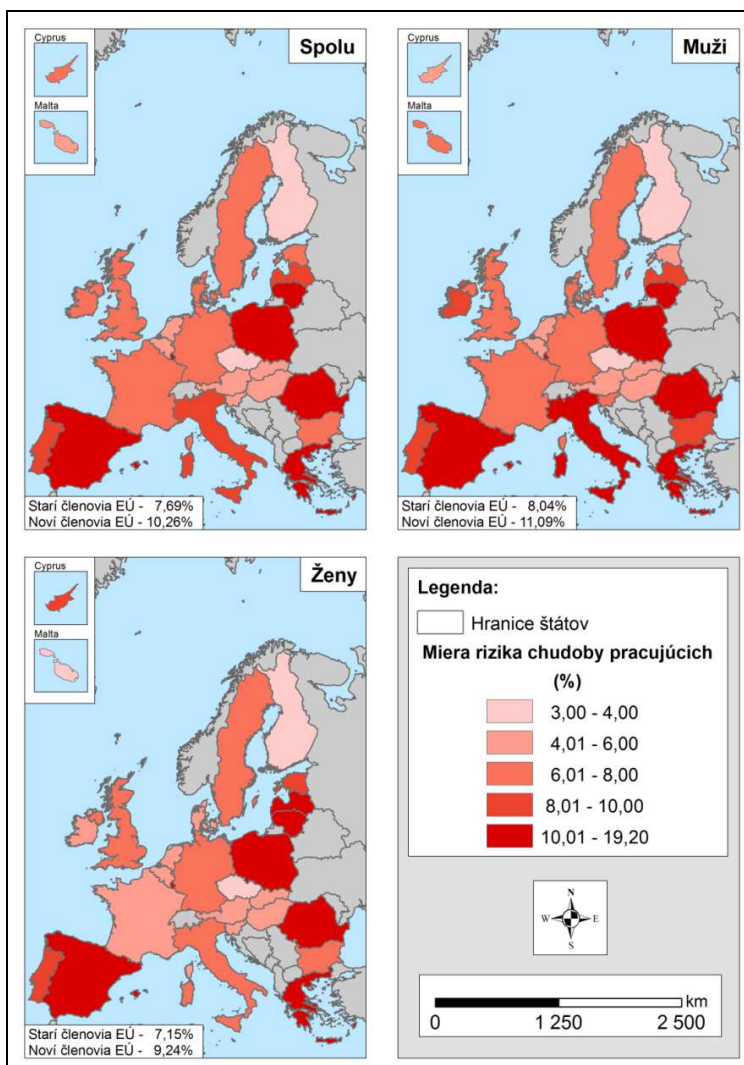 Cyprus
Spolu
Malta
Starí členovia EÚ - 7,69%
Noví členovia EÚ - 10,26%
Cyprus
Muži
Malta
Starí členovia EÚ - 8,04%
Noví členovia EÚ - 11,09%
Cyprus
Ženy
Malta
Starí členovia EÚ - 7,15%
Noví členovia EÚ - 9,24%
Legenda:
Hranice štátov
Miera rizika chudoby pracujúcich
(%)
3,00 - 4,00
4,01 - 6,00
6,01 - 8,00
8,01 - 10,00
10,01 - 19,20
N
W E
S
km
0 1 250 2 500